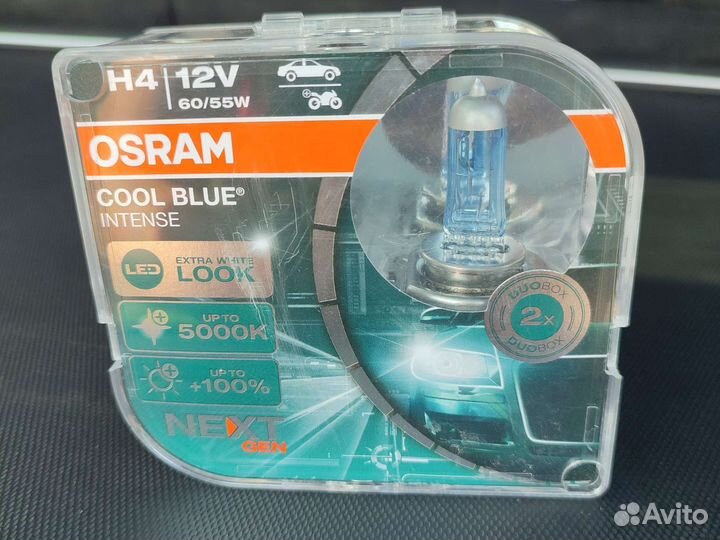 H4 12V
60/55W
OSRAM
COOL BLUE®
INTENSE
LED
EXTRA WHITE
LOOK
UP TO
5000K
UP TO
+100%
NEXT
GEN
DUOBOX
2x
DUOBOX
Avito